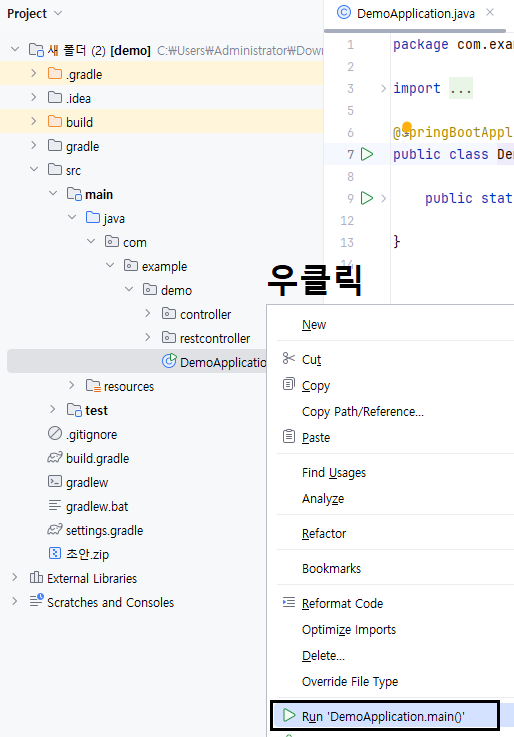 Project
새 폴더 (2) [demo] C:₩Users₩Administrator₩Dow
.gradle
.idea
build
gradle
src
main
java
com
example
demo
controller
restcontroller
DemoApplicatio
resources
test
.gitignore
build.gradle
gradlew
gradlew.bat
settings.gradle
초안.zip
External Libraries
Scratches and Consoles
DemoApplication.java
1 package com.exa
2
3 import ...
5
6 @SpringBootAppl
7 public class De
8
9 public stat
12
13 }
14
우클릭
New
Cut
Copy
Copy Path/Reference...
Paste
Find Usages
Analyze
Refactor
Bookmarks
Reformat Code
Optimize Imports
Delete...
Override File Type
Run 'DemoApplication.main()'